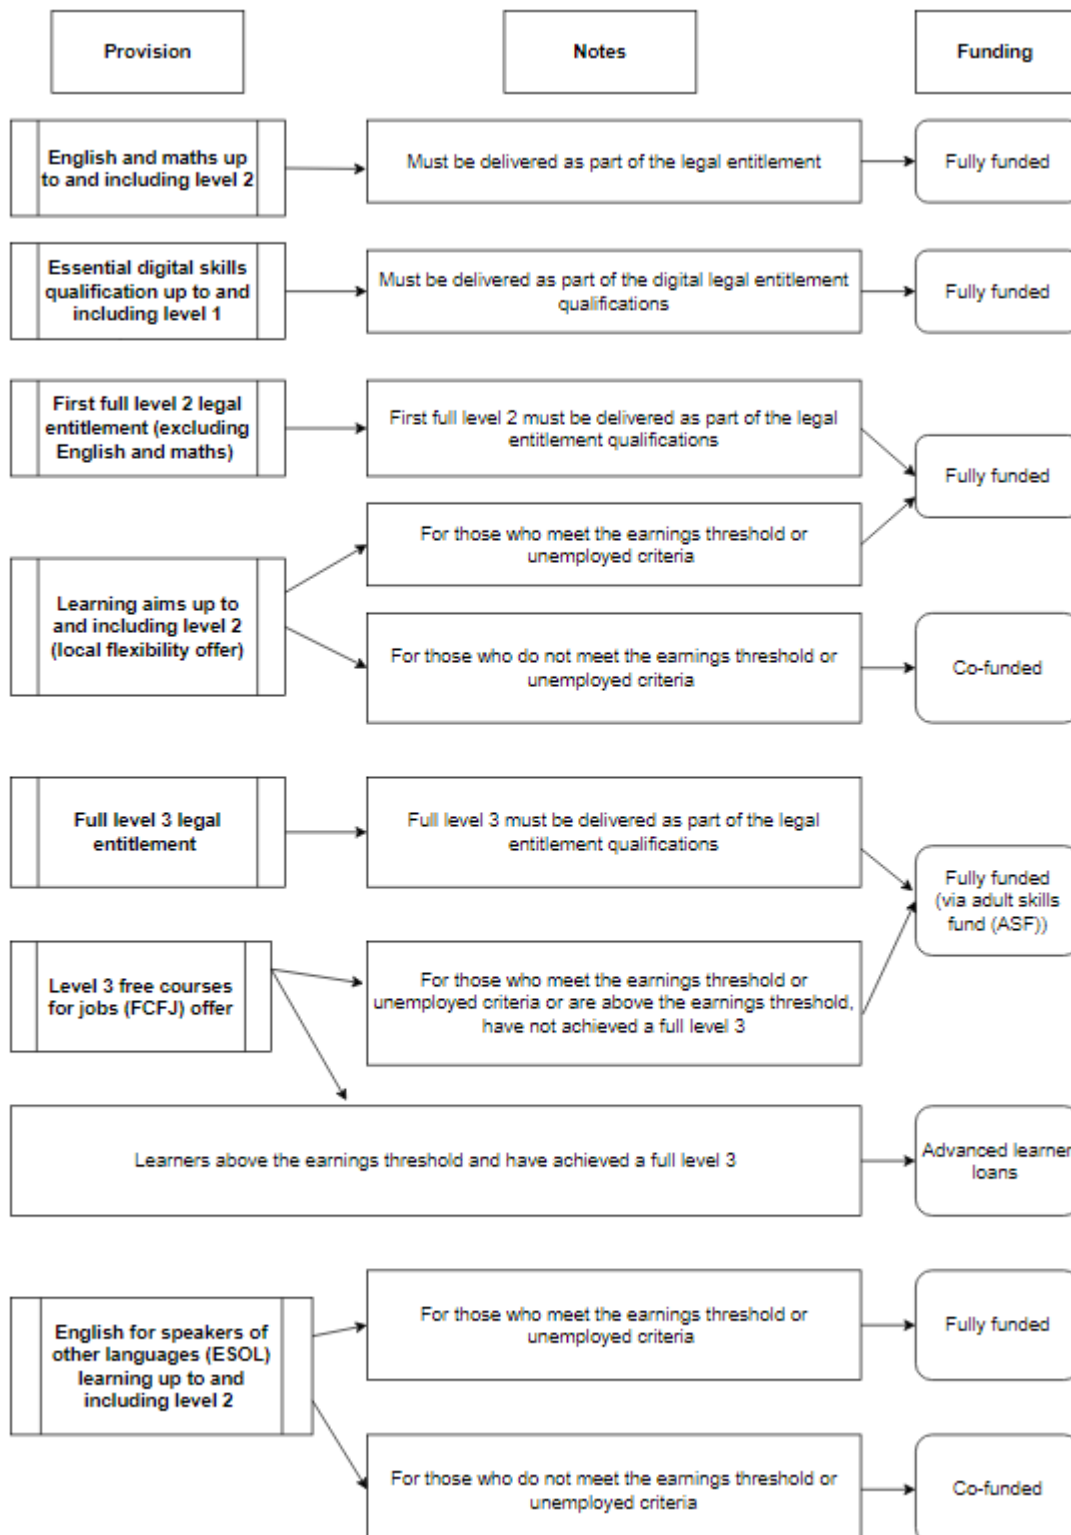 Provision
Notes
Funding
English and maths up
to and including level 2
Must be delivered as part of the legal entitlement
Fully funded
Essential digital skills
qualification up to and
including level 1
Must be delivered as part of the digital legal entitlement
qualifications
Fully funded
First full level 2 legal
entitlement (excluding
English and maths)
First full level 2 must be delivered as part of the legal
entitlement qualifications
Fully funded
Learning aims up to
and including level 2
(local flexibility offer)
For those who meet the earnings threshold or
unemployed criteria
For those who do not meet the earnings threshold or
unemployed criteria
Co-funded
Full level 3 legal
entitlement
Full level 3 must be delivered as part of the legal
entitlement qualifications
Fully funded
(via adult skills
fund (ASF))
Level 3 free courses
for jobs (FCFJ) offer
For those who meet the earnings threshold or
unemployed criteria or are above the earnings threshold,
have not achieved a full level 3
Learners above the earnings threshold and have achieved a full level 3
Advanced learner
loans
English for speakers of
other languages (ESOL)
learning up to and
including level 2
For those who meet the earnings threshold or
unemployed criteria
Fully funded
For those who do not meet the earnings threshold or
unemployed criteria
Co-funded